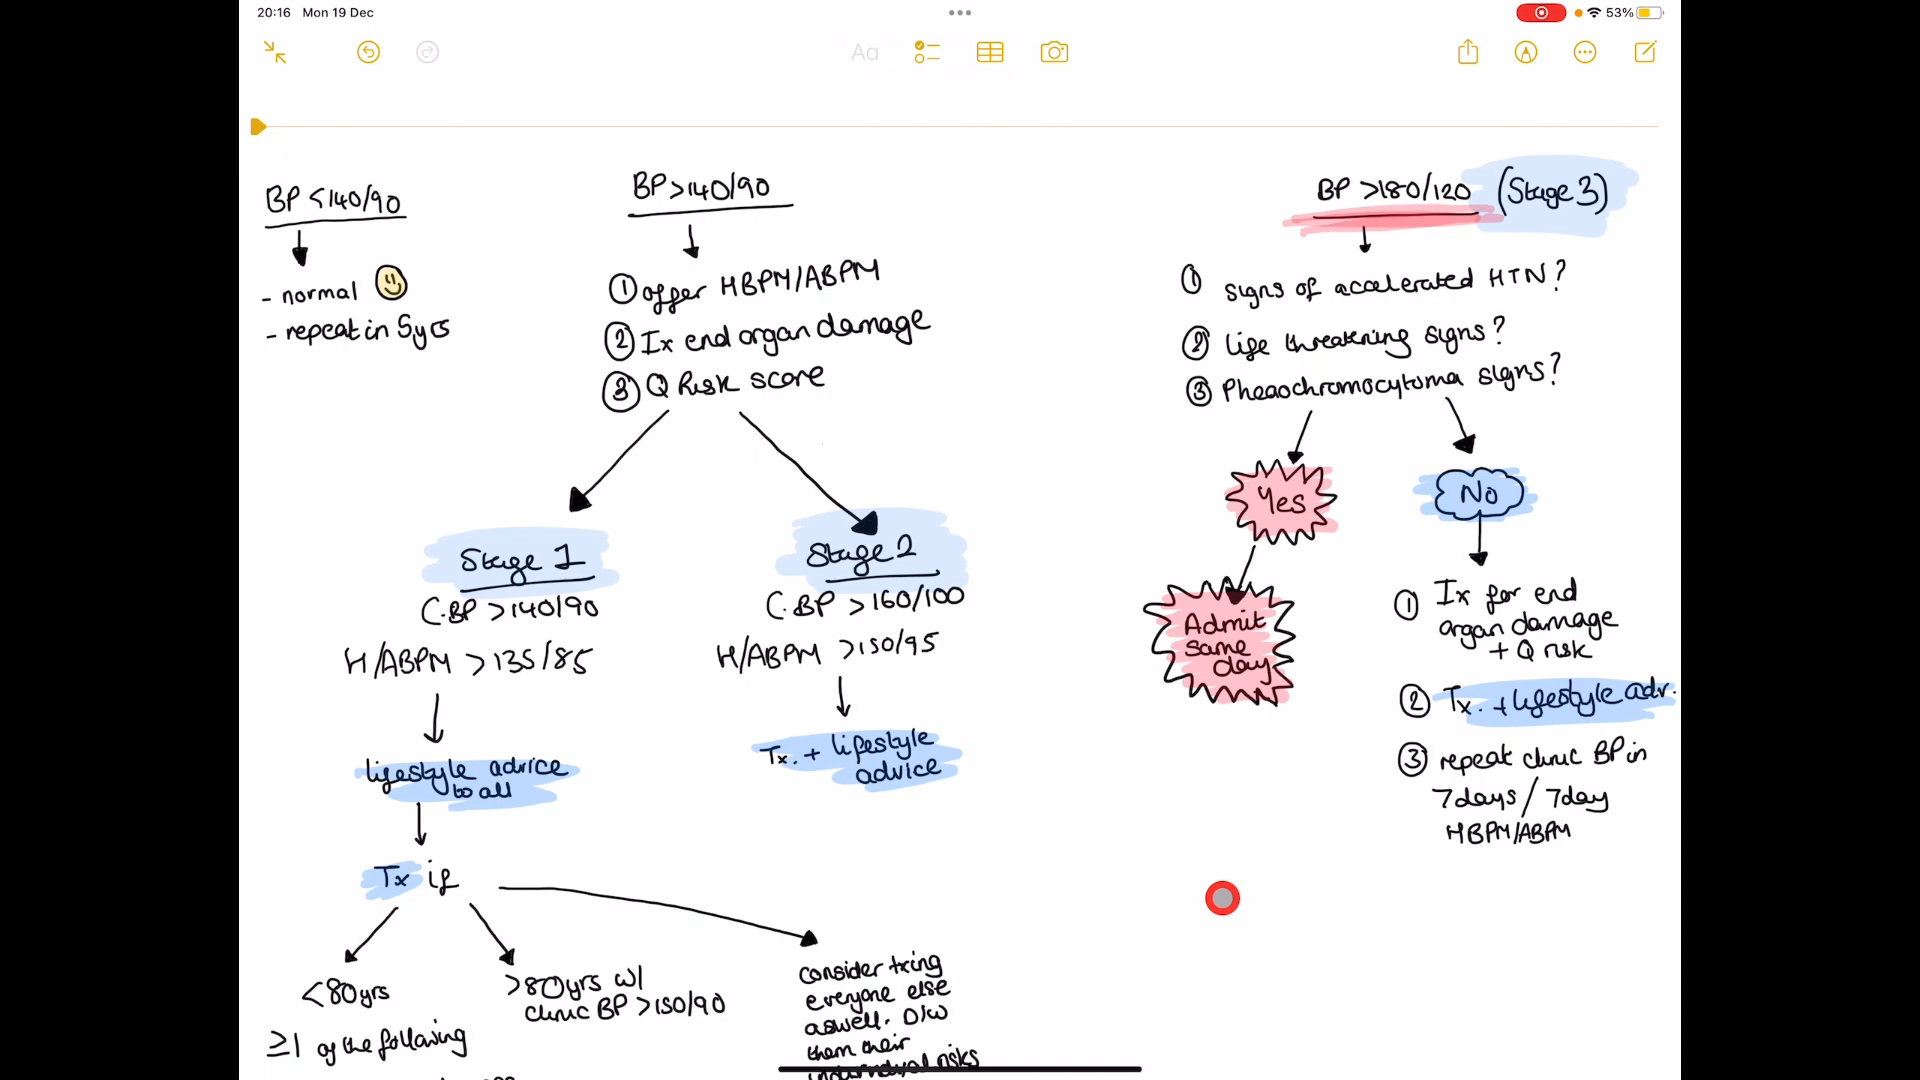 20:16 Mon 19 Dec
53%
Aa
BP <140/90
- normal
- repeat in 5yrs
BP >140/90
① offer HBPM/ABPM
② Ix end organ damage
③ Q Risk score
Stage 1
C.BP >140/90
H/ABPM >135/85
lifestyle advice
to all
Tx if
<80yrs
≥1 of the following
>80yrs w/
clinic BP >150/90
consider txing
everyone else
aswell. D/W
them their
risks
Stage 2
C.BP >160/100
H/ABPM >150/95
Tx. + lifestyle
advice
BP >180/120 (Stage 3)
① signs of accelerated HTN?
② Life threatening signs?
③ Pheaochromocytoma signs?
Yes
Admit
same
day
No
① Ix for end
organ damage
+ Q risk
② Tx. + lifestyle adv.
③ repeat clinic BP in
7days / 7day
HBPM/ABPM